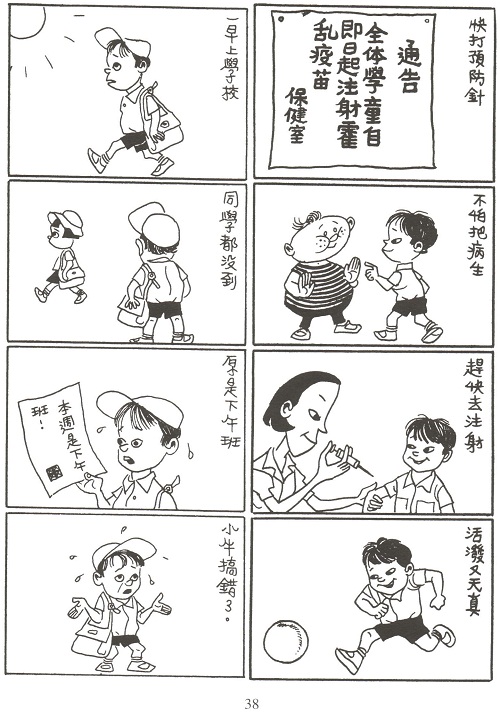 快打預防針
通告
全体學童自
即日起注射霍
亂疫苗
保健室
不怕把病生
趕快去注射
活潑又天真
一早上學校
同學都没到
原是下午班
本週是下午
班！
小牛搞錯了。
38